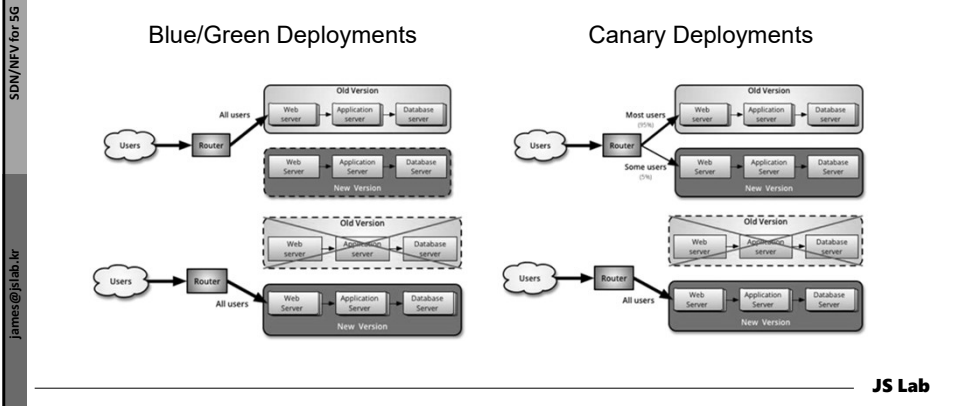 SDN/NFV for 5G
james@jslab.kr
Blue/Green Deployments
Old Version
Web server
Application server
Database server
All users
Users
Router
Web Server
Application Server
Database Server
New Version
Old Version
Web server
Application server
Database server
Users
Router
All users
Web Server
Application Server
Database Server
New Version
Canary Deployments
Old Version
Web server
Application server
Database server
Most users
(95%)
Users
Router
Some users
(5%)
Web Server
Application Server
Database Server
New Version
Old Version
Web server
Application server
Database server
Users
Router
All users
Web Server
Application Server
Database Server
New Version
JS Lab